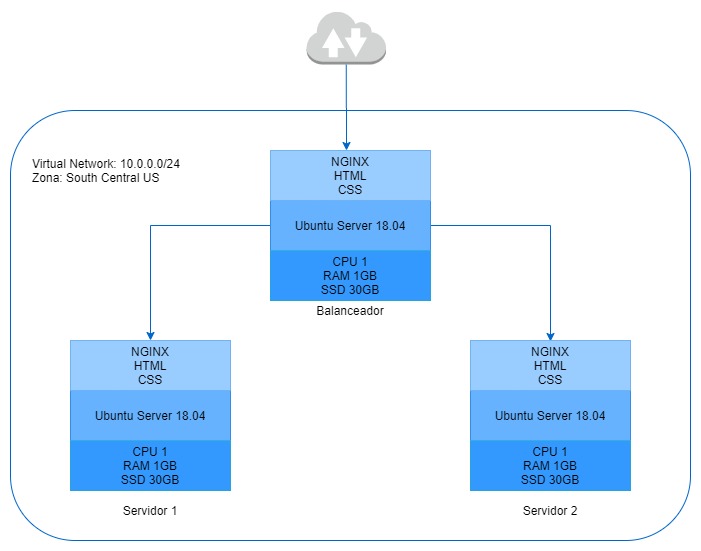 Virtual Network: 10.0.0.0/24
Zona: South Central US
NGINX
HTML
CSS
Ubuntu Server 18.04
CPU 1
RAM 1GB
SSD 30GB
Balanceador
NGINX
HTML
CSS
Ubuntu Server 18.04
CPU 1
RAM 1GB
SSD 30GB
Servidor 1
NGINX
HTML
CSS
Ubuntu Server 18.04
CPU 1
RAM 1GB
SSD 30GB
Servidor 2